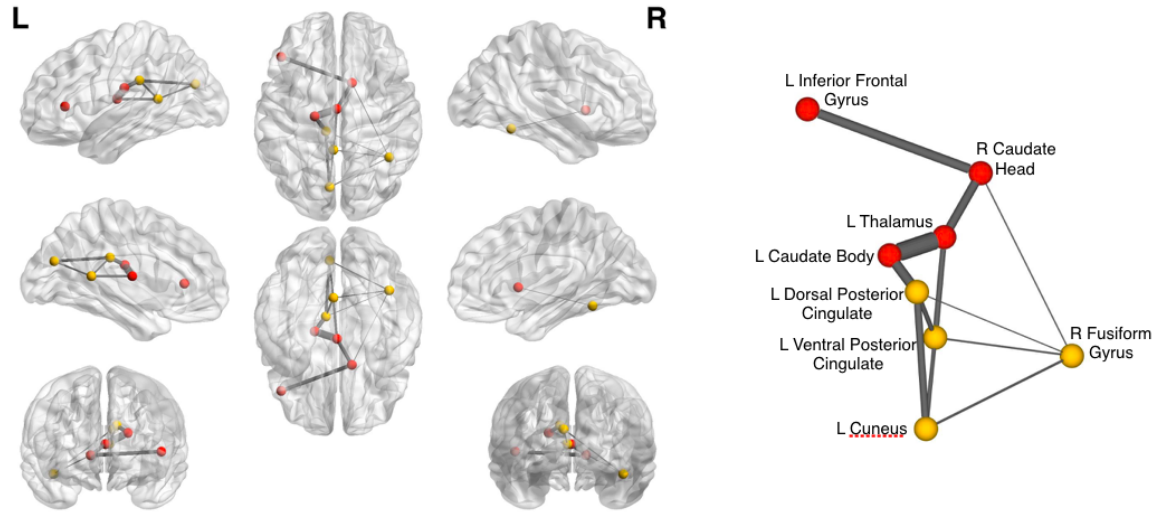 L
R
L Inferior Frontal
Gyrus
R Caudate
Head
L Thalamus
L Caudate Body
L Dorsal Posterior
Cingulate
L Ventral Posterior
Cingulate
R Fusiform
Gyrus
L Cuneus